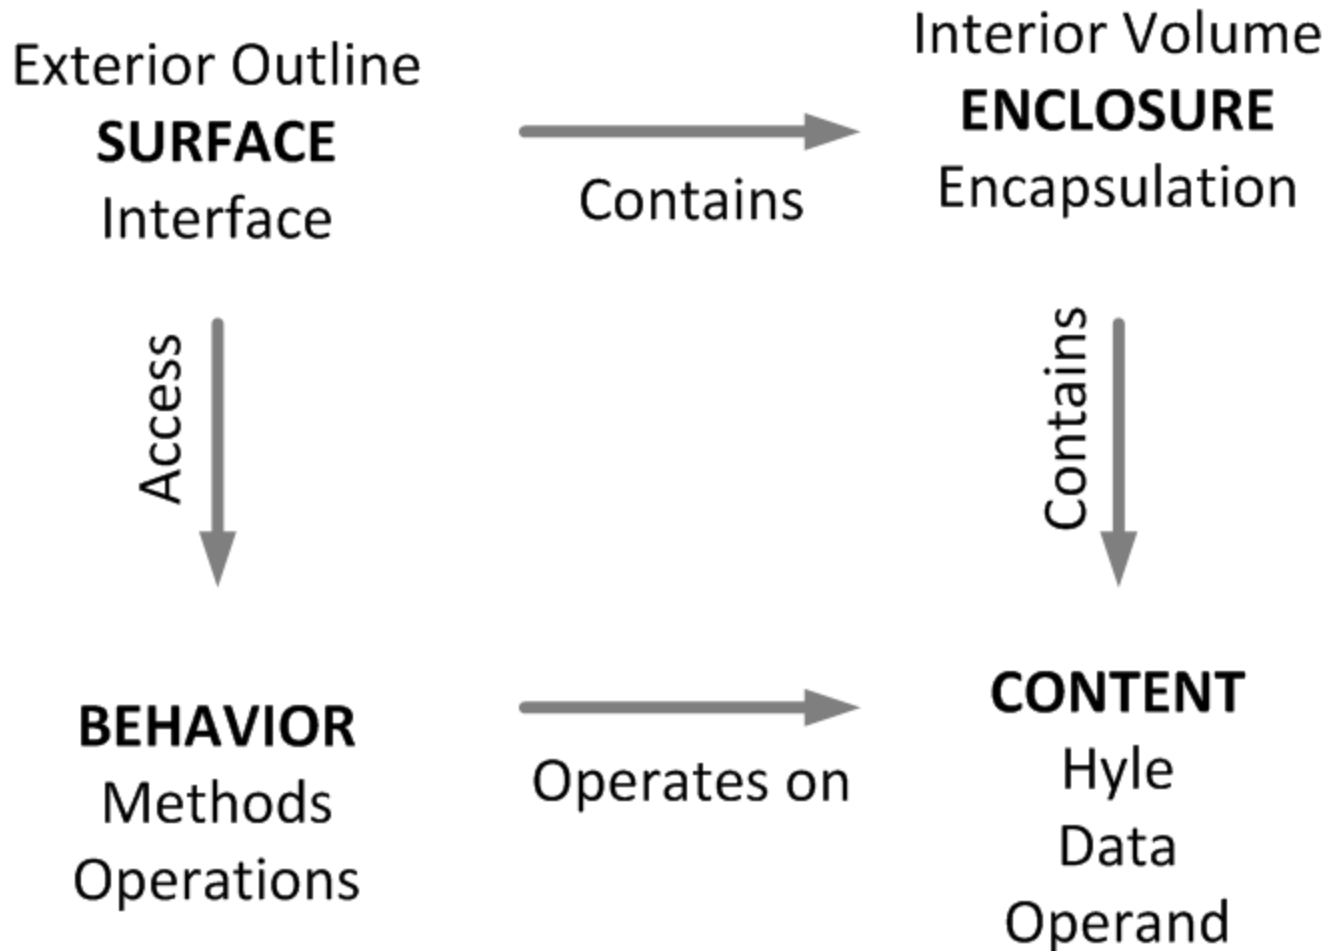 Exterior Outline
SURFACE
Interface
Contains
Interior Volume
ENCLOSURE
Encapsulation
Access
Contains
BEHAVIOR
Methods
Operations
Operates on
CONTENT
Hyle
Data
Operand